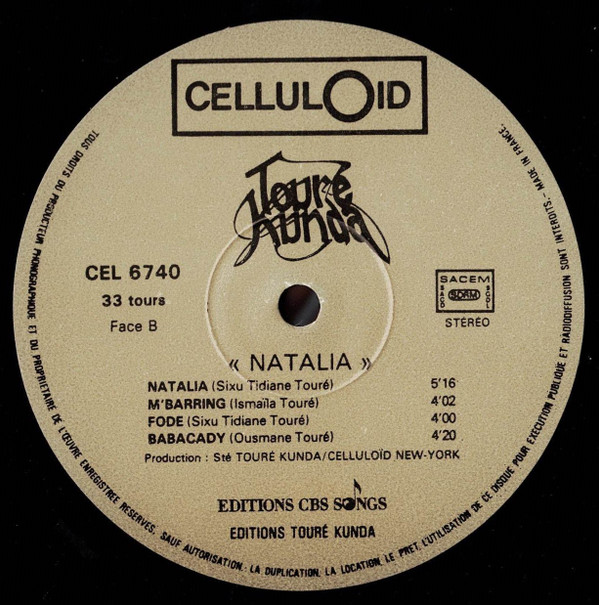 CELLULOID
Touré
Kunda
CEL 6740
33 tours
Face B
SACEM
SACD
SDRM
SCGL
STÉRÉO
« NATALIA »
NATALIA (Sixu Tidiane Touré) 5'16
M'BARRING (Ismaïla Touré) 4'02
FODE (Sixu Tidiane Touré) 4'00
BABACADY (Ousmane Touré) 4'20
Production : Sté TOURÉ KUNDA/CELLULOÏD NEW-YORK
EDITIONS CBS SONGS
EDITIONS TOURÉ KUNDA
TOUS DROITS DU PRODUCTEUR PHONOGRAPHIQUE ET DU PROPRIETAIRE DE L'ŒUVRE ENREGISTREE RESERVES. SAUF AUTORISATION. LA DUPLICATION, LA LOCATION, LE PRET, L'UTILISATION DE CE DISQUE POUR EXECUTION PUBLIQUE ET RADIODIFFUSION SONT INTERDITS. - MADE IN FRANCE.